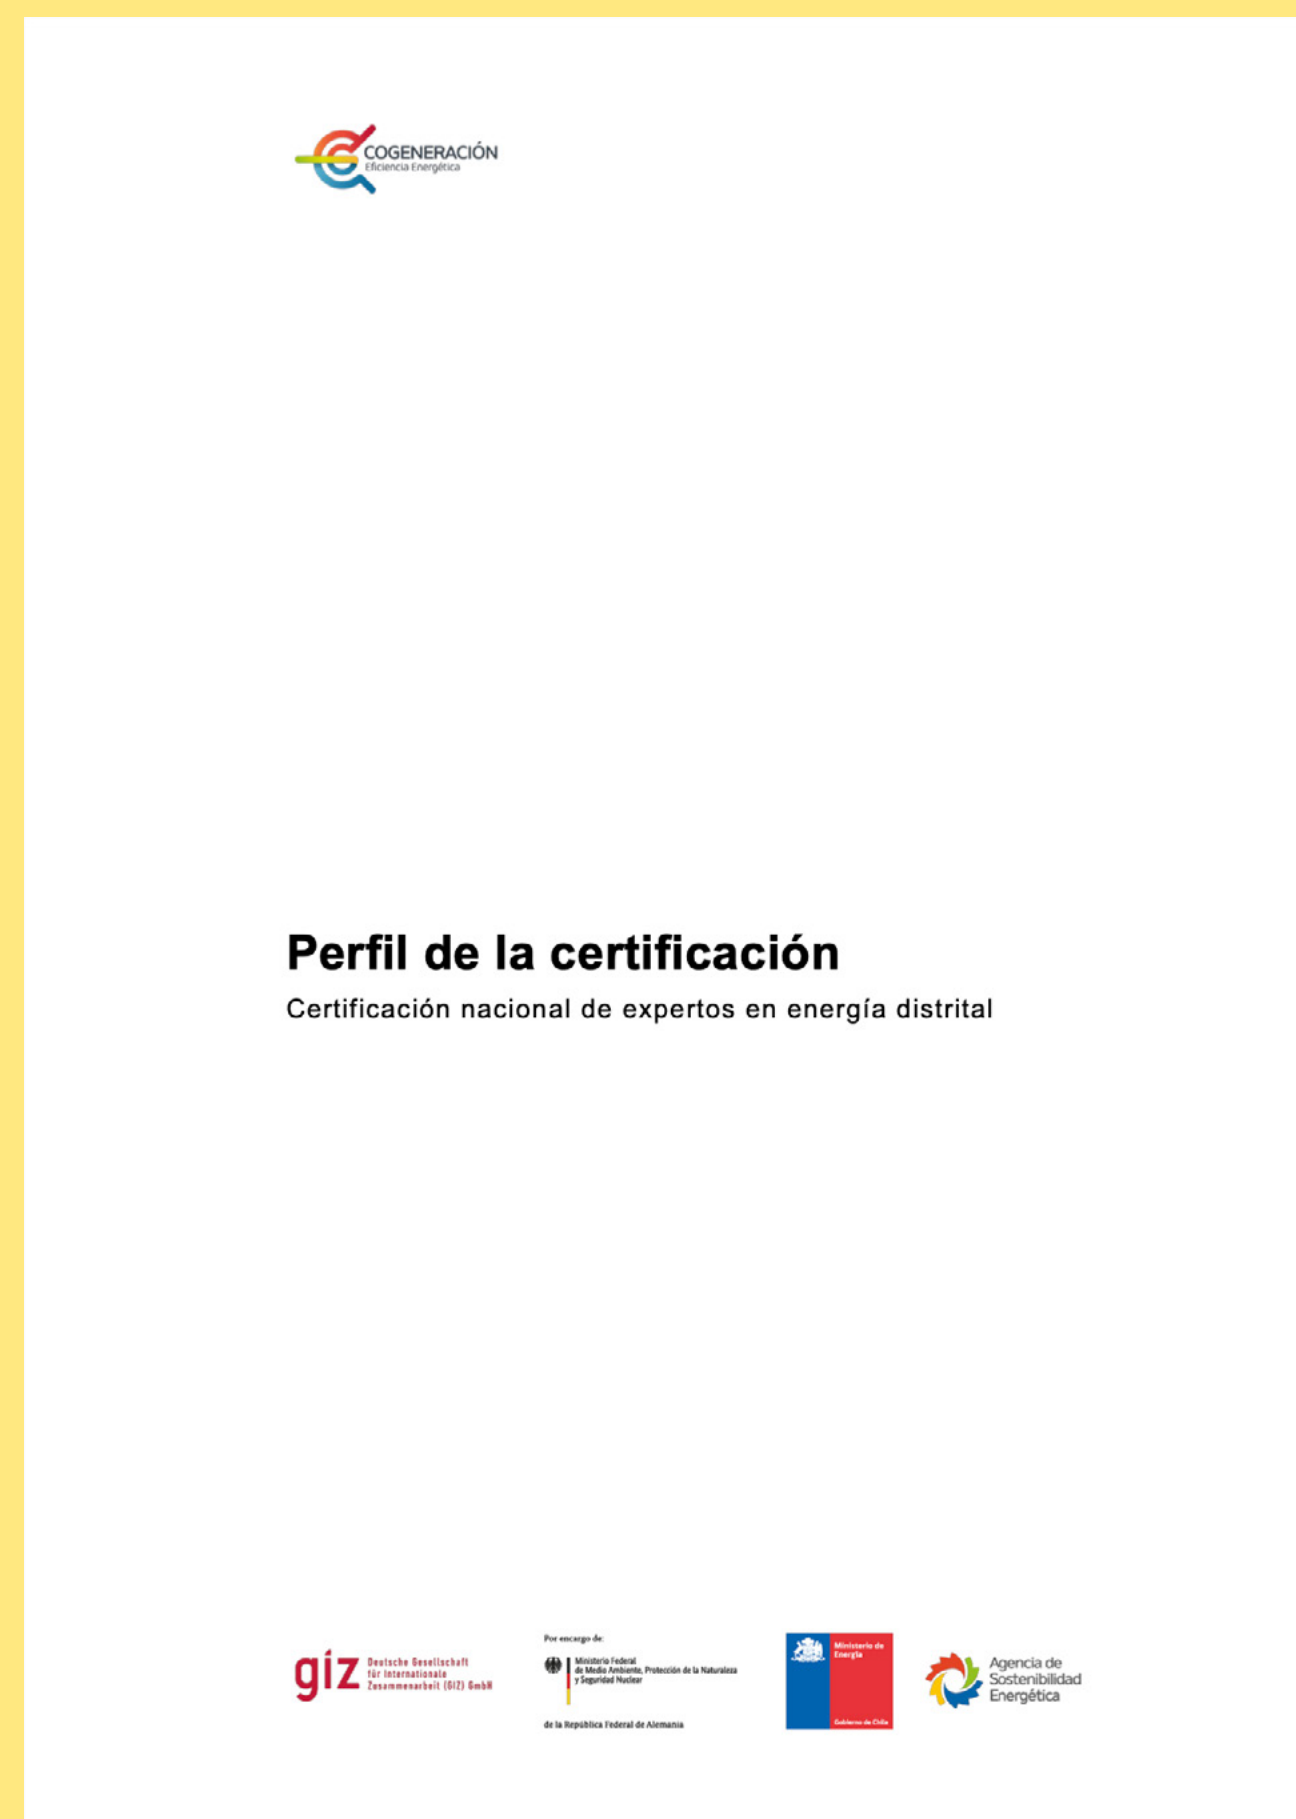 COGENERACIÓN
Eficiencia Energética
Perfil de la certificación
Certificación nacional de expertos en energía distrital
giz Deutsche Gesellschaft
für Internationale
Zusammenarbeit (GIZ) GmbH
Por encargo de:
Ministerio Federal
de Medio Ambiente, Protección de la Naturaleza
y Seguridad Nuclear
de la República Federal de Alemania
Ministerio de
Energía
Gobierno de Chile
Agencia de
Sostenibilidad
Energética